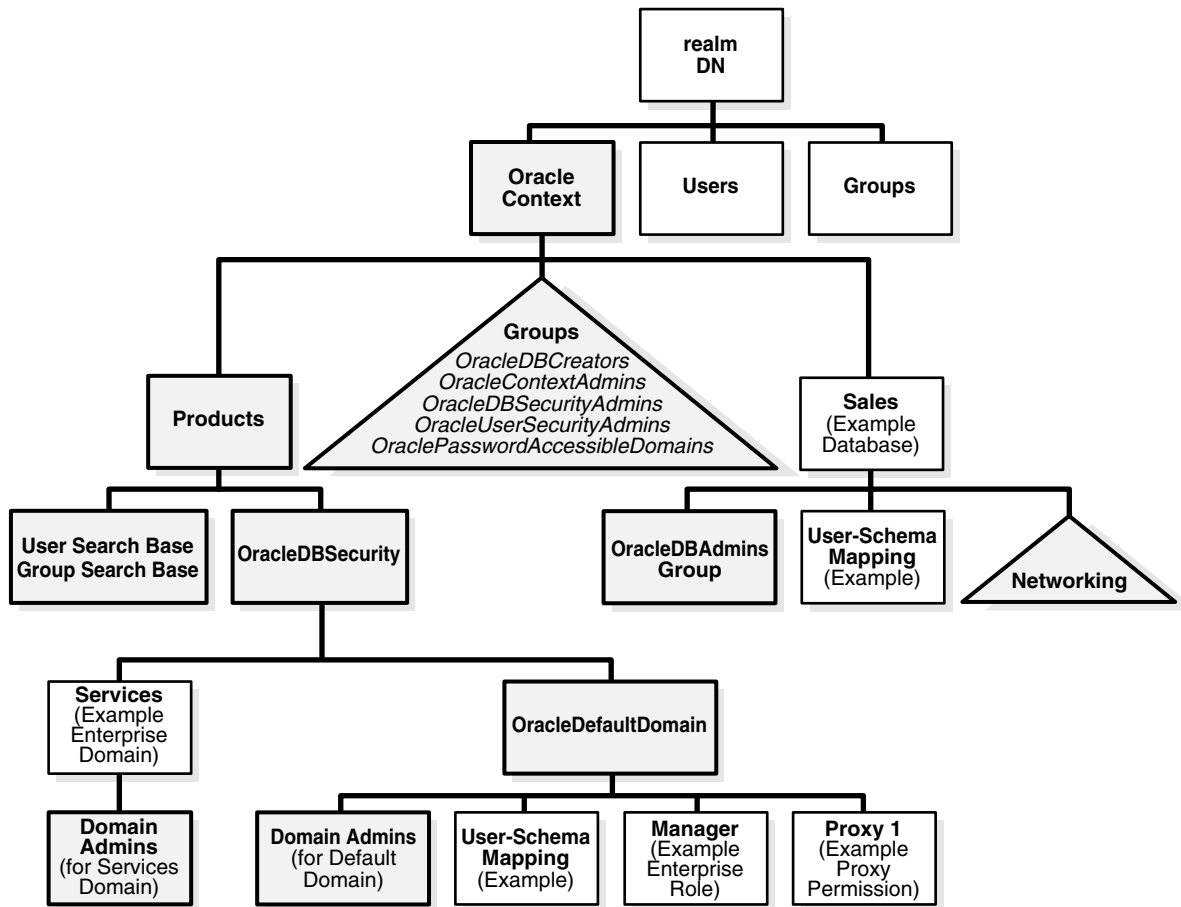 realm
DN
Oracle
Context
Users
Groups
Groups
OracleDBCreators
OracleContextAdmins
OracleDBSecurityAdmins
OracleUserSecurityAdmins
OraclePasswordAccessibleDomains
Products
Sales
(Example
Database)
User Search Base
Group Search Base
OracleDBSecurity
OracleDBAdmins
Group
User-Schema
Mapping
(Example)
Networking
Services
(Example
Enterprise
Domain)
OracleDefaultDomain
Domain
Admins
(for Services
Domain)
Domain Admins
(for Default
Domain)
User-Schema
Mapping
(Example)
Manager
(Example
Enterprise
Role)
Proxy 1
(Example
Proxy
Permission)